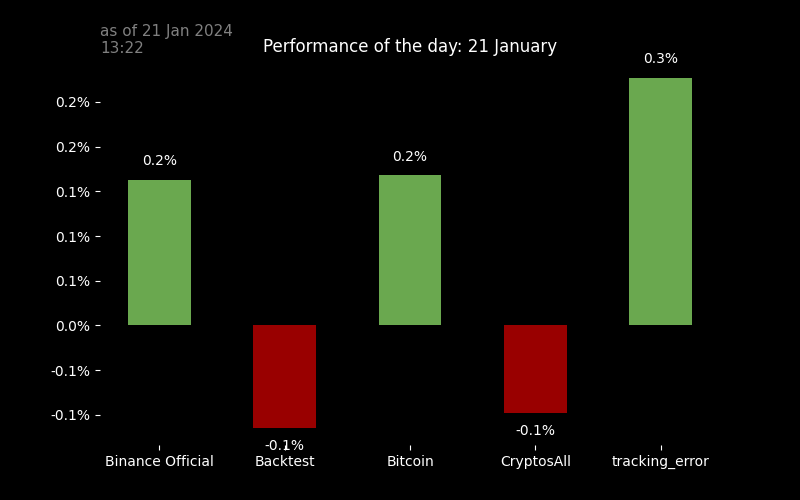 as of 21 Jan 2024
13:22
Performance of the day: 21 January
0.3%
0.2%
0.2%
0.2%
0.2%
0.1%
0.1%
0.1%
0.0%
-0.1%
-0.1%
-0.1%
-0.1%
Binance Official
Backtest
Bitcoin
CryptosAll
tracking_error